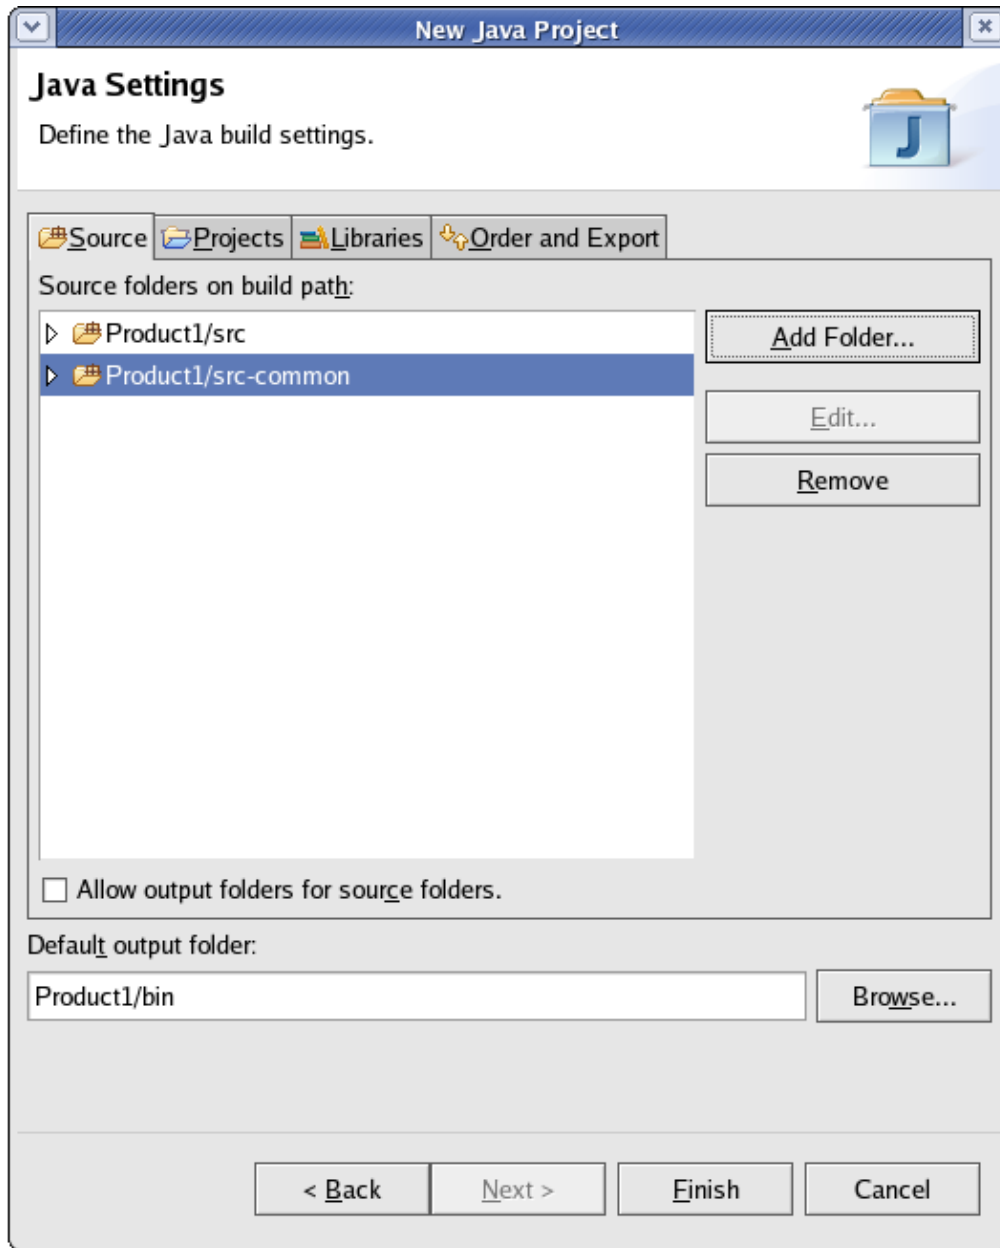 New Java Project
Java Settings
Define the Java build settings.
J
Source Projects Libraries Order and Export
Source folders on build path:
Product1/src
Product1/src-common
Add Folder...
Edit...
Remove
Allow output folders for source folders.
Default output folder:
Product1/bin
Browse...
< Back Next > Finish Cancel